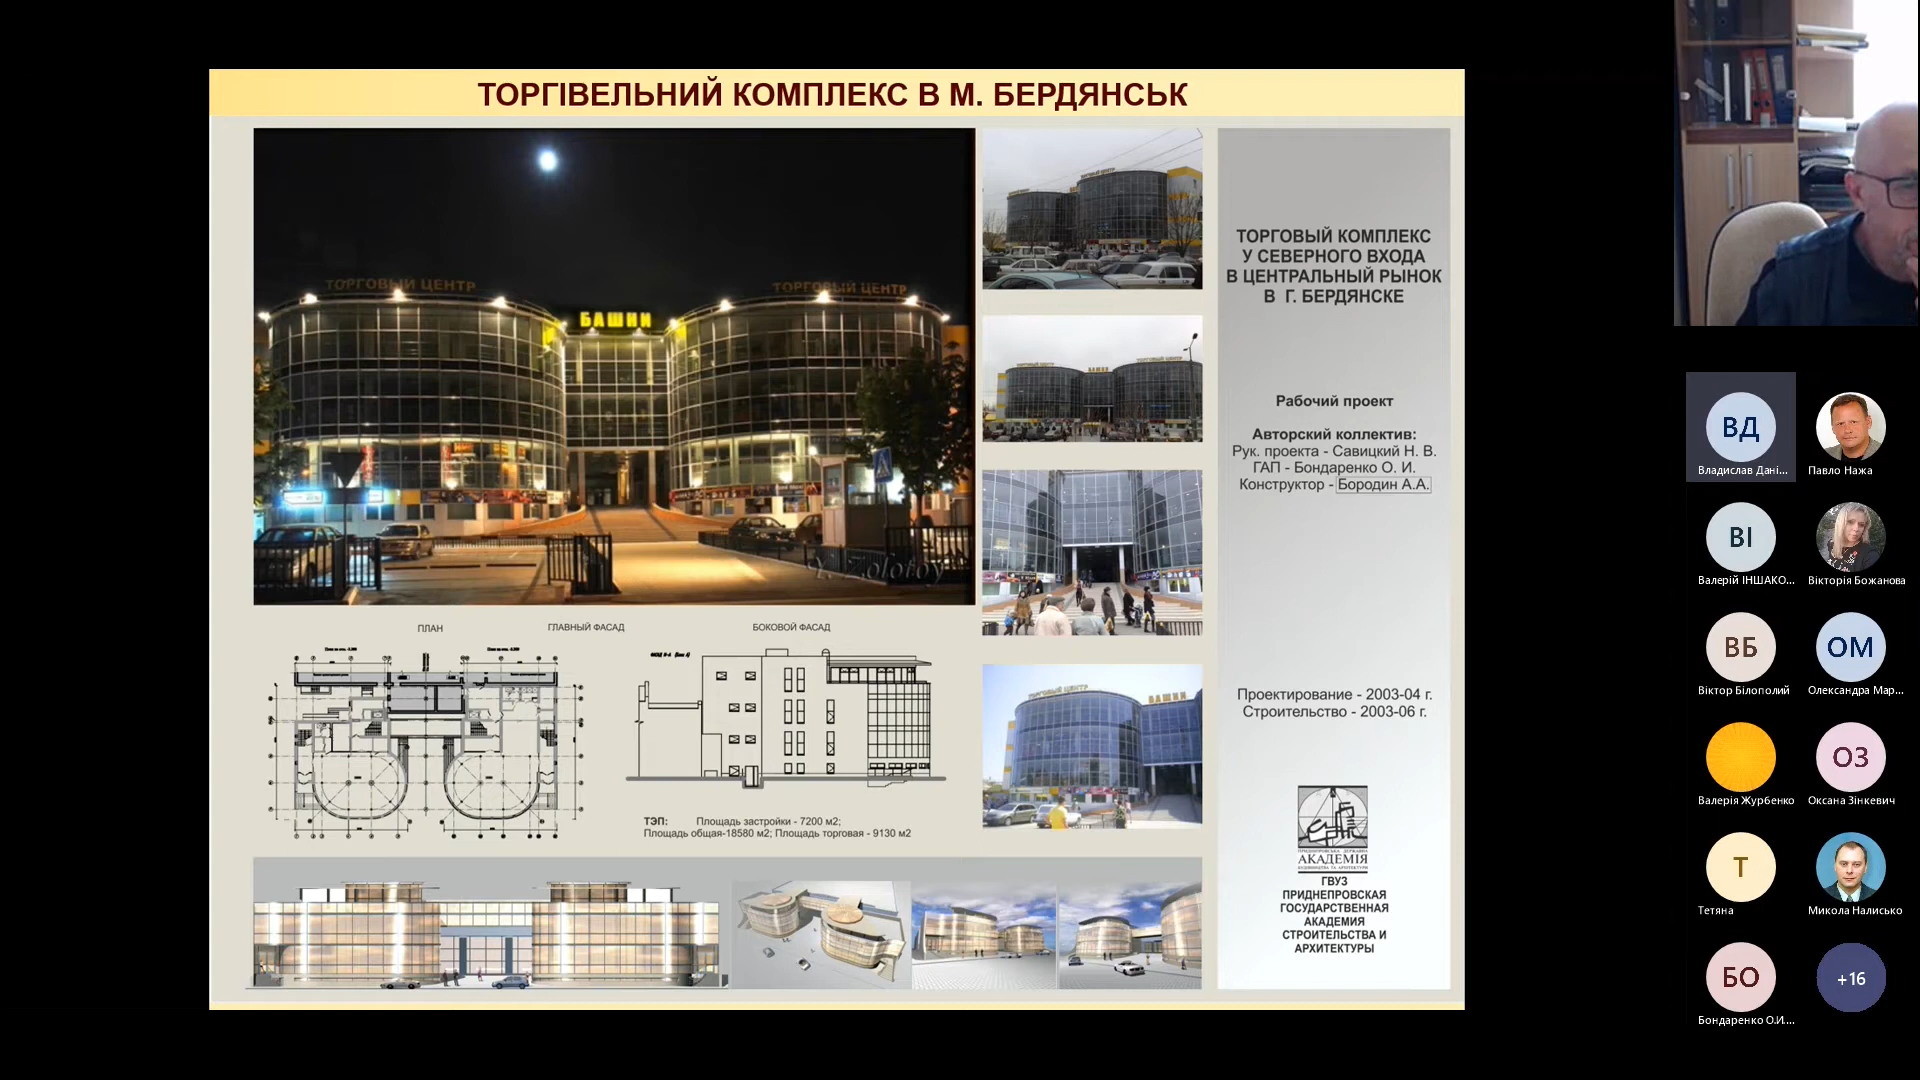 ТОРГІВЕЛЬНИЙ КОМПЛЕКС В М. БЕРДЯНСЬК
ТОРГОВЫЙ ЦЕНТР
ТОРГОВЫЙ ЦЕНТР
БАШНИ
Y. Zolotoy
ТОРГОВЫЙ КОМПЛЕКС
У СЕВЕРНОГО ВХОДА
В ЦЕНТРАЛЬНЫЙ РЫНОК
В Г. БЕРДЯНСКЕ
Рабочий проект
Авторский коллектив:
Рук. проекта - Савицкий Н. В.
ГАП - Бондаренко О. И.
Конструктор - Бородин А.А.
Проектирование - 2003-04 г.
Строительство - 2003-06 г.
АКАДЕМІЯ
ГВУЗ
ПРИДНЕПРОВСКАЯ
ГОСУДАРСТВЕННАЯ
АКАДЕМИЯ
СТРОИТЕЛЬСТВА И
АРХИТЕКТУРЫ
ПЛАН
ГЛАВНЫЙ ФАСАД
БОКОВОЙ ФАСАД
ТЭП: Площадь застройки - 7200 м2;
Площадь общая-18580 м2; Площадь торговая - 9130 м2
ТОРГОВЫЙ ЦЕНТР
БАШНИ
ВД
Владислав Дані...
Павло Нажа
ВІ
Валерій ІНШАКО...
Вікторія Божанова
ВБ
Віктор Білополий
ОМ
Олександра Мар...
Валерія Журбенко
ОЗ
Оксана Зінкевич
Т
Тетяна
Микола Налисько
БО
Бондаренко О.И....
+16